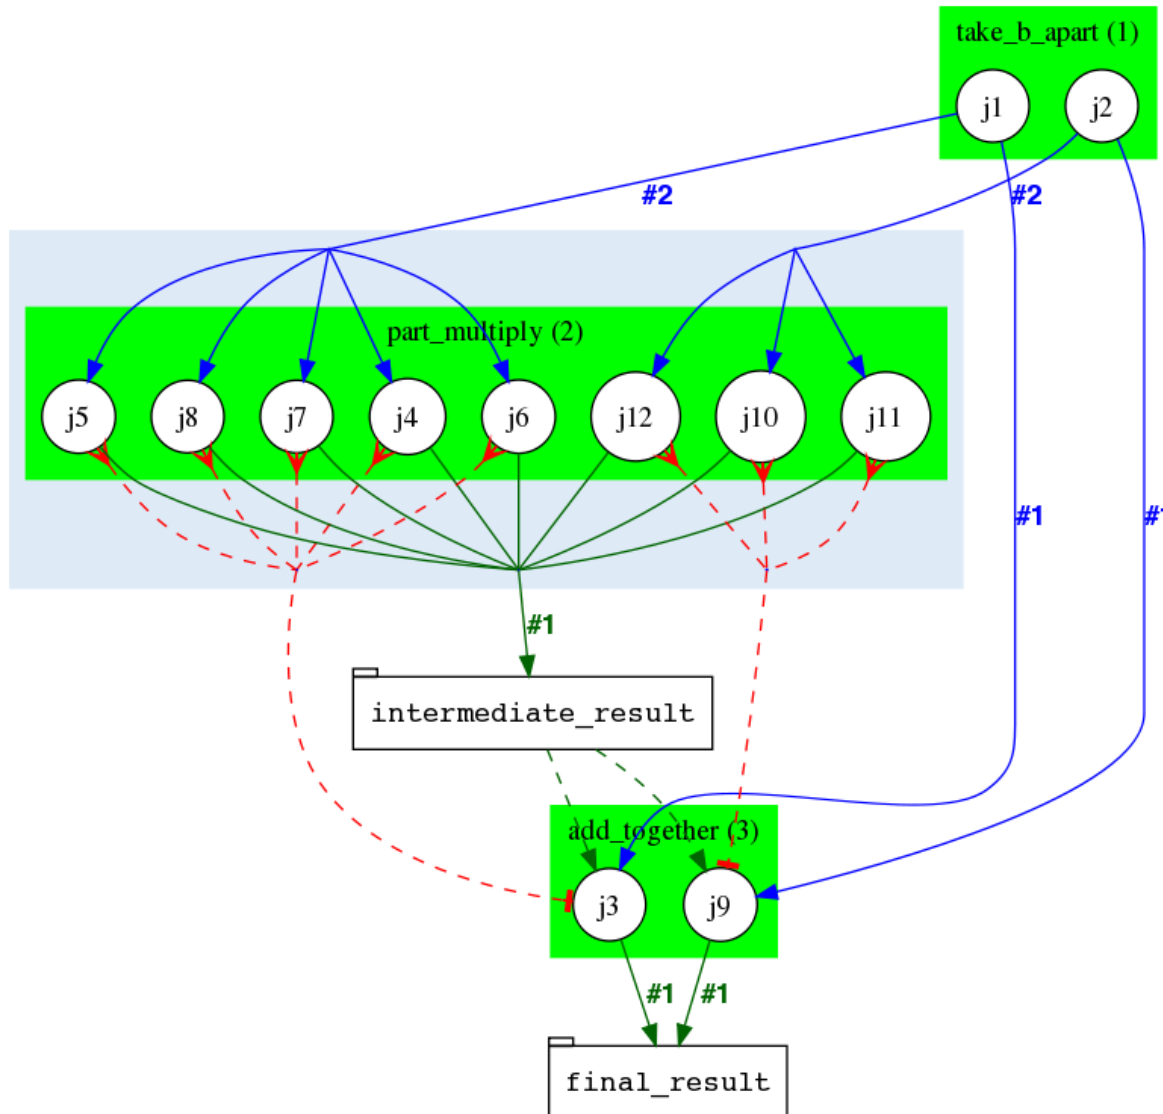 take_b_apart (1)
j1
j2
#2
#2
part_multiply (2)
j5
j8
j7
j4
j6
j12
j10
j11
#1
#1
intermediate_result
add_together (3)
j3
j9
#1
#1
final_result